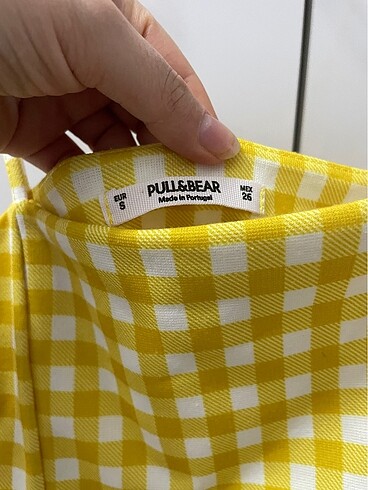 EUR
S
PULL&BEAR
Made in Portugal
MEX
26